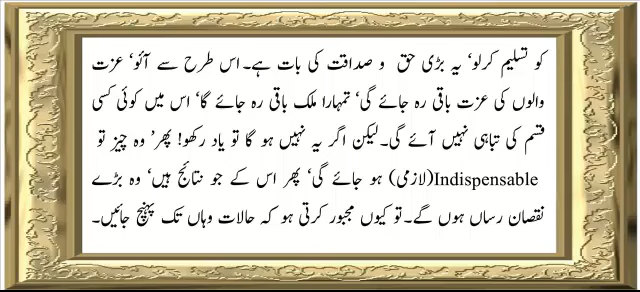 کو تسلیم کرلو‘ یہ بڑی حق و صداقت کی بات ہے۔ اس طرح سے آئو‘ عزت
والوں کی عزت باقی رہ جائے گی‘ تمہارا ملک باقی رہ جائے گا‘ اس میں کوئی کسی
قسم کی تباہی نہیں آئے گی۔لیکن اگر یہ نہیں ہو گا تو یاد رکھو! پھر’ وہ چیز تو
Indispensable(لازمی) ہو جائے گی‘ پھر اس کے جو نتائج ہیں‘ وہ بڑے
نقصان رساں ہوں گے۔تو کیوں مجبور کرتی ہو کہ حالات وہاں تک پہنچ جائیں۔